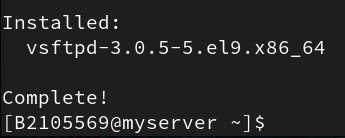 Installed:
vsftpd-3.0.5-5.el9.x86_64
Complete!
[B2105569@myserver ~]$